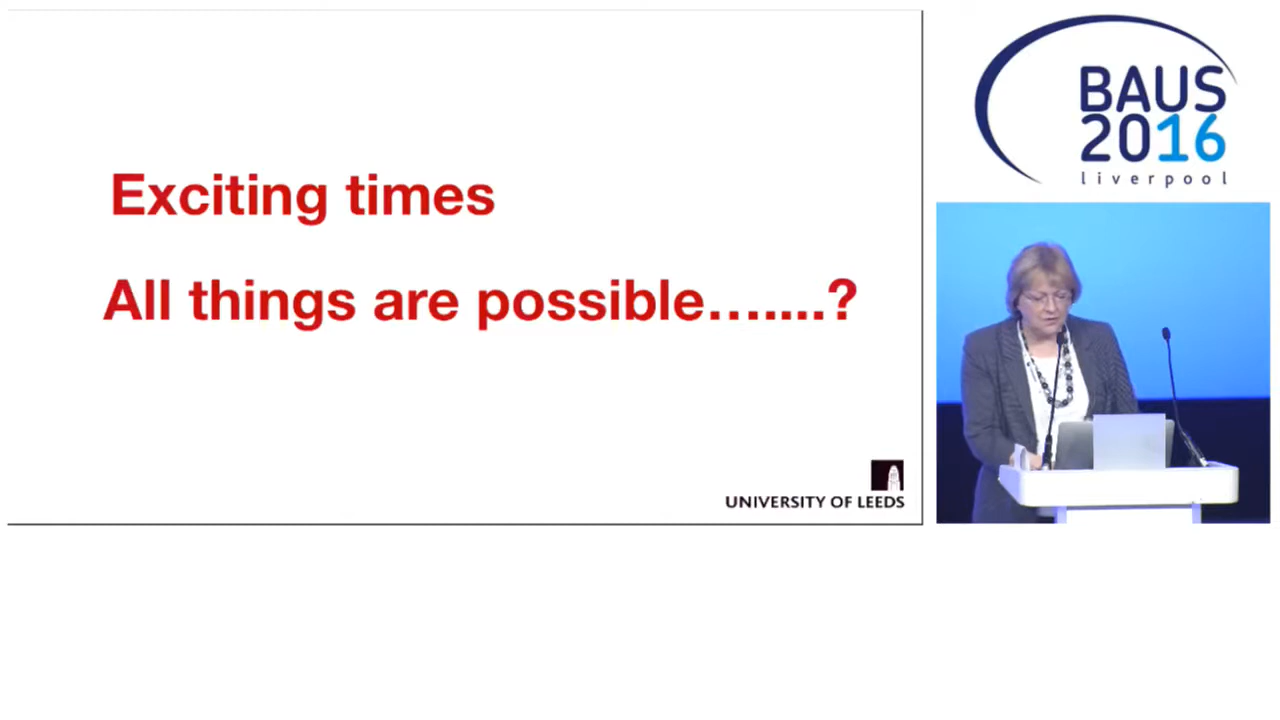 Exciting times
All things are possible…....?
UNIVERSITY OF LEEDS
BAUS
2016
liverpool